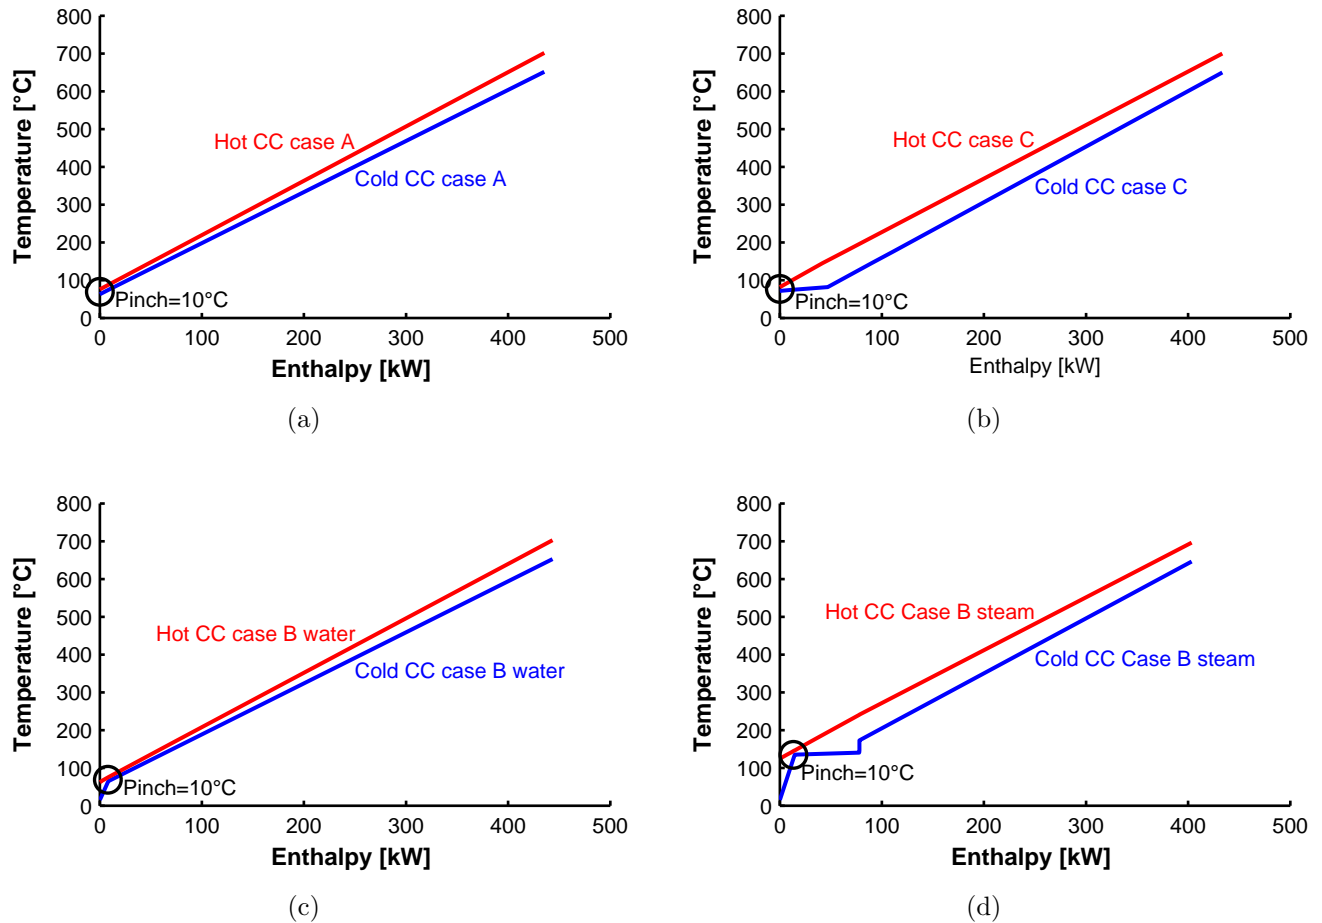 800
700
600
500
400
300
200
100
0
Temperature [°C]
Hot CC case A
Cold CC case A
Pinch=10°C
0 100 200 300 400 500
Enthalpy [kW]
(a)
800
700
600
500
400
300
200
100
0
Temperature [°C]
Hot CC case C
Cold CC case C
Pinch=10°C
0 100 200 300 400 500
Enthalpy [kW]
(b)
800
700
600
500
400
300
200
100
0
Temperature [°C]
Hot CC case B water
Cold CC case B water
Pinch=10°C
0 100 200 300 400 500
Enthalpy [kW]
(c)
800
700
600
500
400
300
200
100
0
Temperature [°C]
Hot CC Case B steam
Cold CC Case B steam
Pinch=10°C
0 100 200 300 400 500
Enthalpy [kW]
(d)